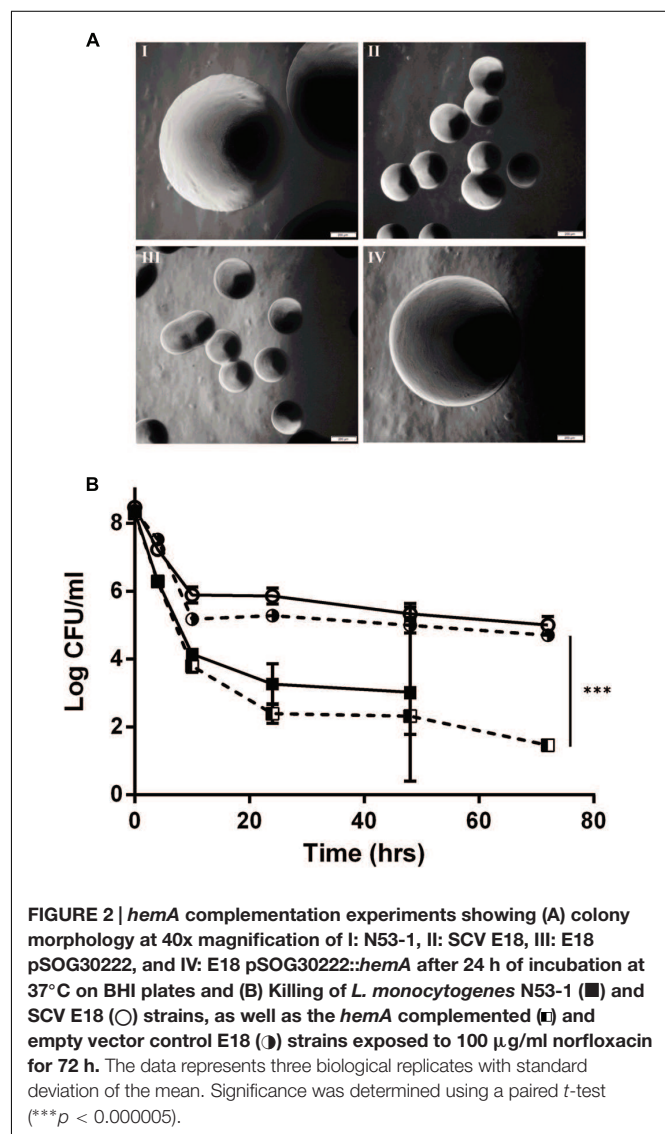 A
I
II
III
IV
B
Log CFU/ml
8
6
4
2
0
***
0
20
40
60
80
Time (hrs)
FIGURE 2 | hemA complementation experiments showing (A) colony
morphology at 40x magnification of I: N53-1, II: SCV E18, III: E18
pSOG30222, and IV: E18 pSOG30222::hemA after 24 h of incubation at
37°C on BHI plates and (B) Killing of L. monocytogenes N53-1 (■) and
SCV E18 (○) strains, as well as the hemA complemented (◧) and
empty vector control E18 (◑) strains exposed to 100 μg/ml norfloxacin
for 72 h. The data represents three biological replicates with standard
deviation of the mean. Significance was determined using a paired t-test
(***p < 0.000005).